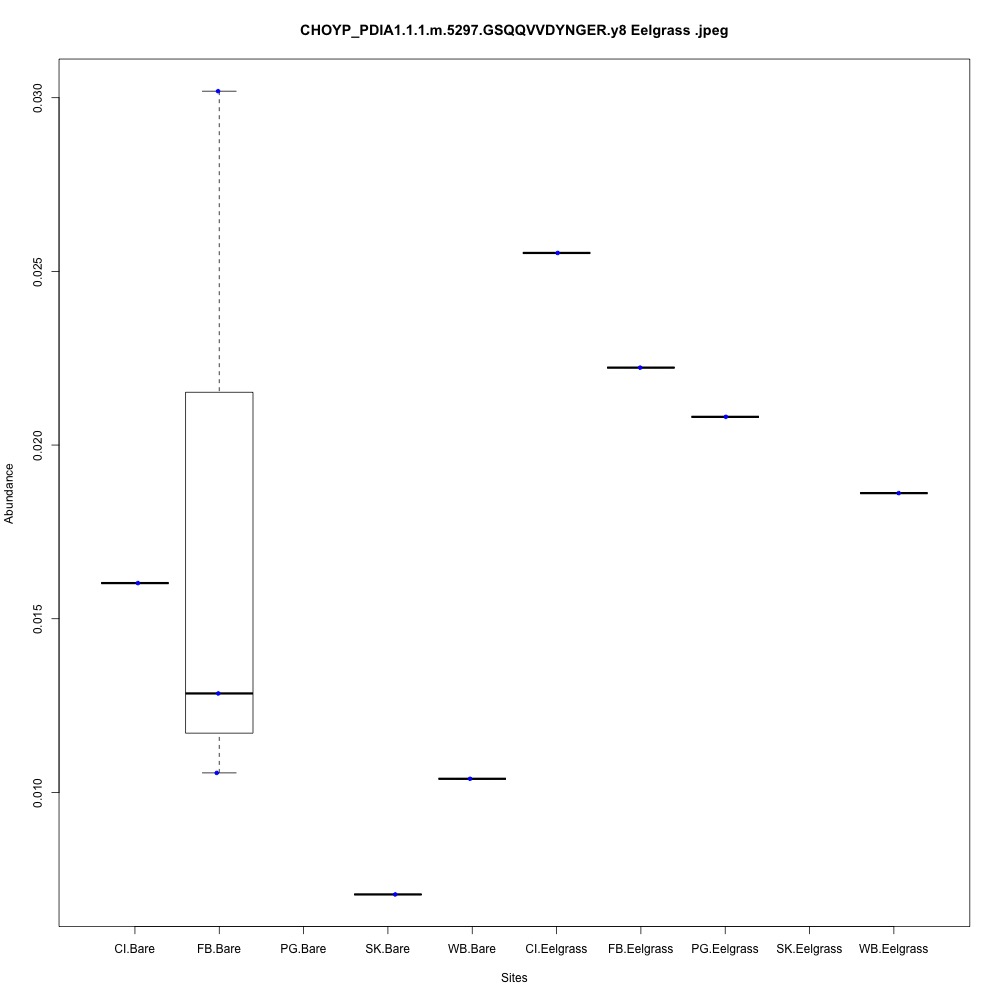 CHOYP_PDIA1.1.1.m.5297.GSQQVVDYNGER.y8 Eelgrass .jpeg
0.030
0.025
0.020
0.015
0.010
Abundance
CI.Bare FB.Bare PG.Bare SK.Bare WB.Bare CI.Eelgrass FB.Eelgrass PG.Eelgrass SK.Eelgrass WB.Eelgrass
Sites